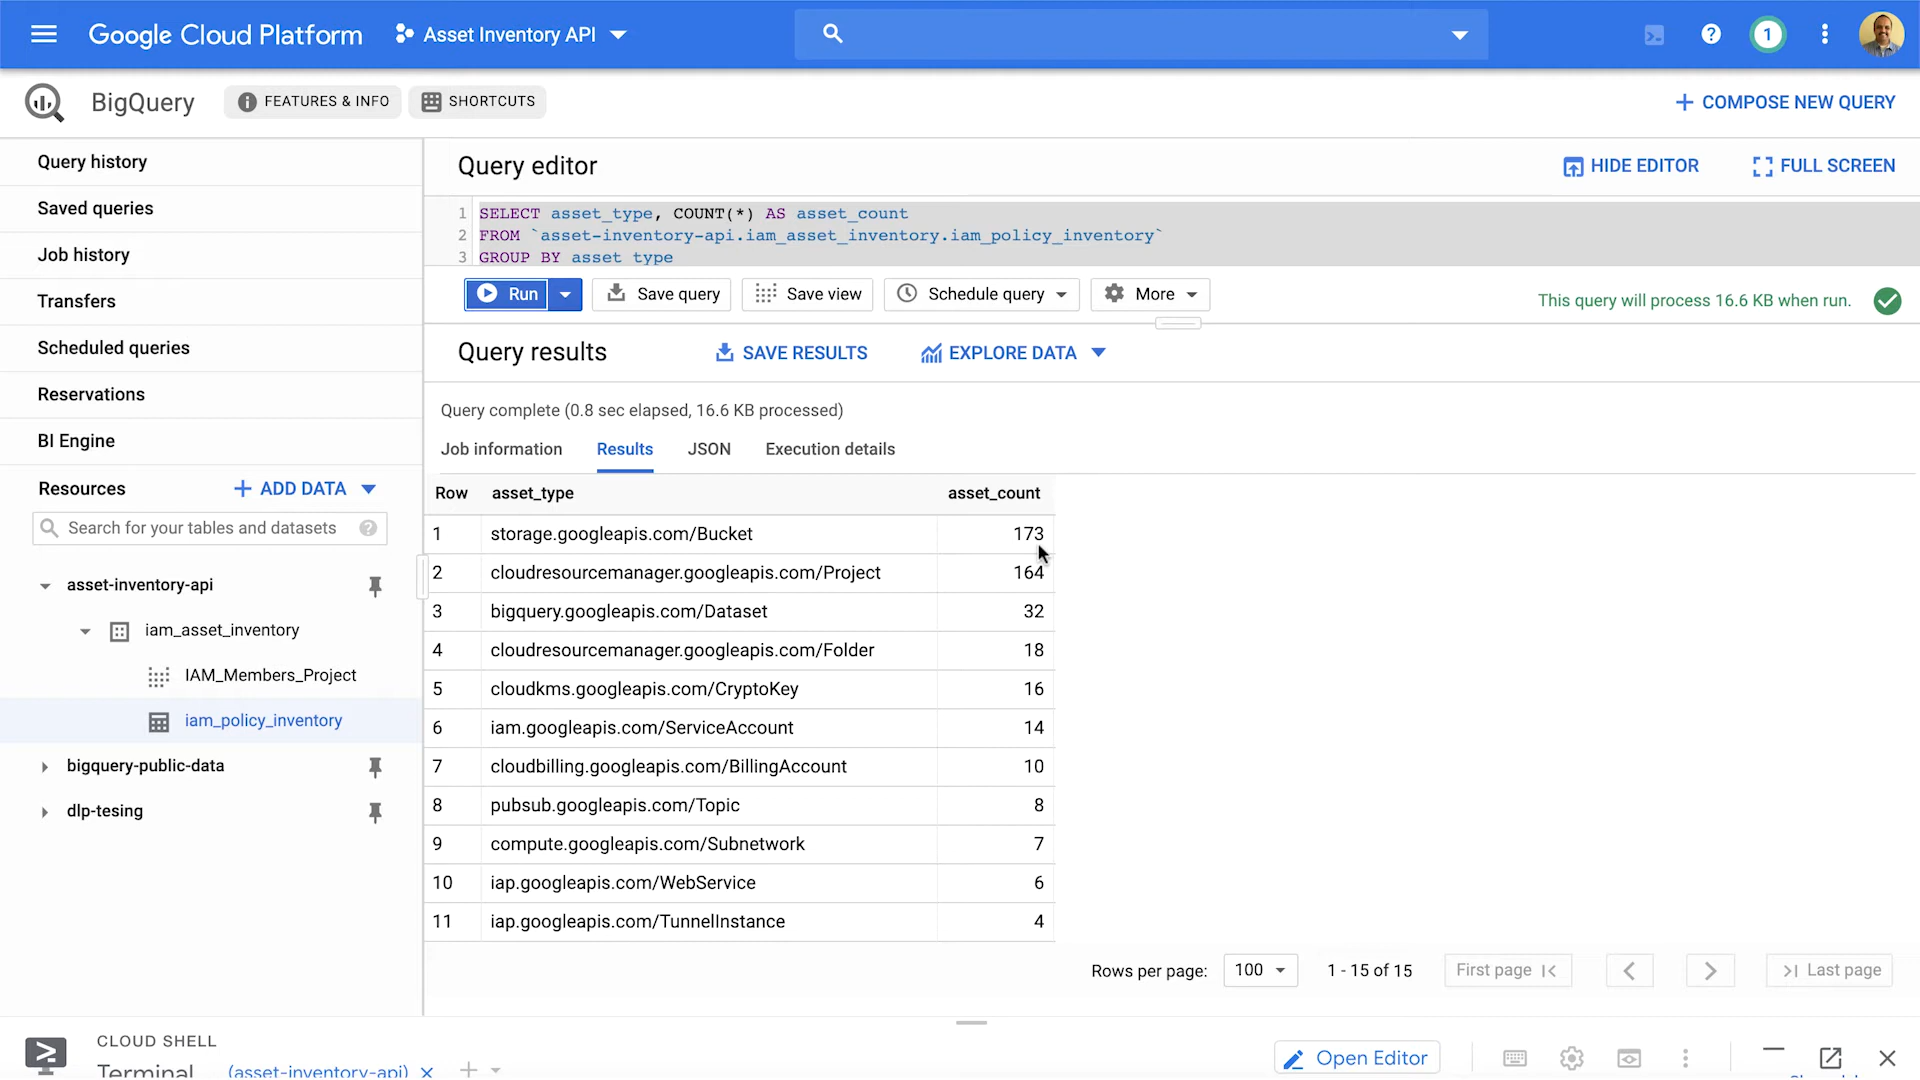 Google Cloud Platform
Asset Inventory API
1
BigQuery
FEATURES & INFO
SHORTCUTS
COMPOSE NEW QUERY
Query history
Saved queries
Job history
Transfers
Scheduled queries
Reservations
BI Engine
Resources
ADD DATA
Search for your tables and datasets
asset-inventory-api
iam_asset_inventory
IAM_Members_Project
iam_policy_inventory
bigquery-public-data
dlp-tesing
Query editor
HIDE EDITOR
FULL SCREEN
1 SELECT asset_type, COUNT(*) AS asset_count
2 FROM `asset-inventory-api.iam_asset_inventory.iam_policy_inventory`
3 GROUP BY asset_type
Run
Save query
Save view
Schedule query
More
This query will process 16.6 KB when run.
Query results
SAVE RESULTS
EXPLORE DATA
Query complete (0.8 sec elapsed, 16.6 KB processed)
Job information Results JSON Execution details
Row asset_type asset_count
1 storage.googleapis.com/Bucket 173
2 cloudresourcemanager.googleapis.com/Project 164
3 bigquery.googleapis.com/Dataset 32
4 cloudresourcemanager.googleapis.com/Folder 18
5 cloudkms.googleapis.com/CryptoKey 16
6 iam.googleapis.com/ServiceAccount 14
7 cloudbilling.googleapis.com/BillingAccount 10
8 pubsub.googleapis.com/Topic 8
9 compute.googleapis.com/Subnetwork 7
10 iap.googleapis.com/WebService 6
11 iap.googleapis.com/TunnelInstance 4
Rows per page: 100 1 - 15 of 15 First page Last page
CLOUD SHELL
Terminal (asset-inventory-api)
Open Editor